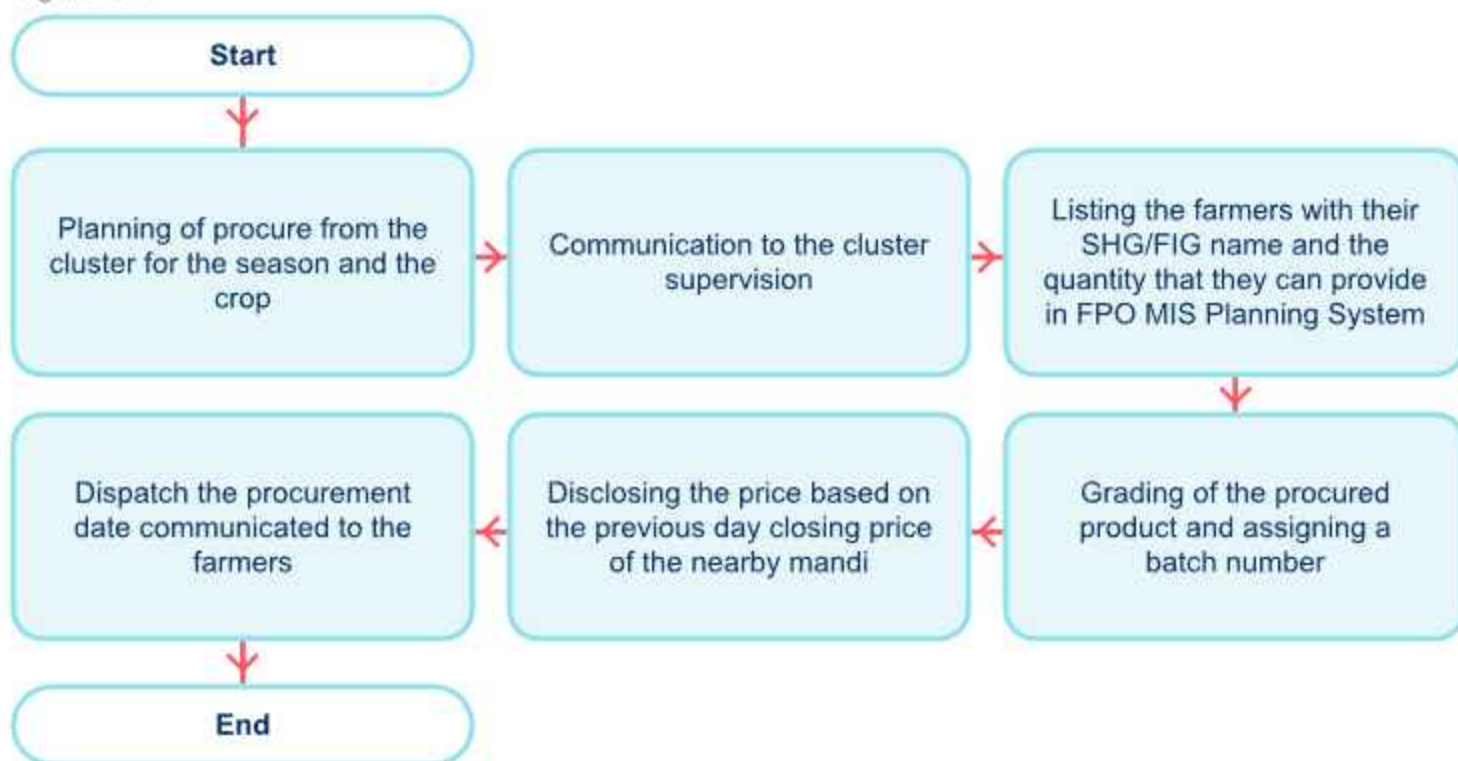 Start
Planning of procure from the
cluster for the season and the
crop
Communication to the cluster
supervision
Listing the farmers with their
SHG/FIG name and the
quantity that they can provide
in FPO MIS Planning System
Grading of the procured
product and assigning a
batch number
Disclosing the price based on
the previous day closing price
of the nearby mandi
Dispatch the procurement
date communicated to the
farmers
End